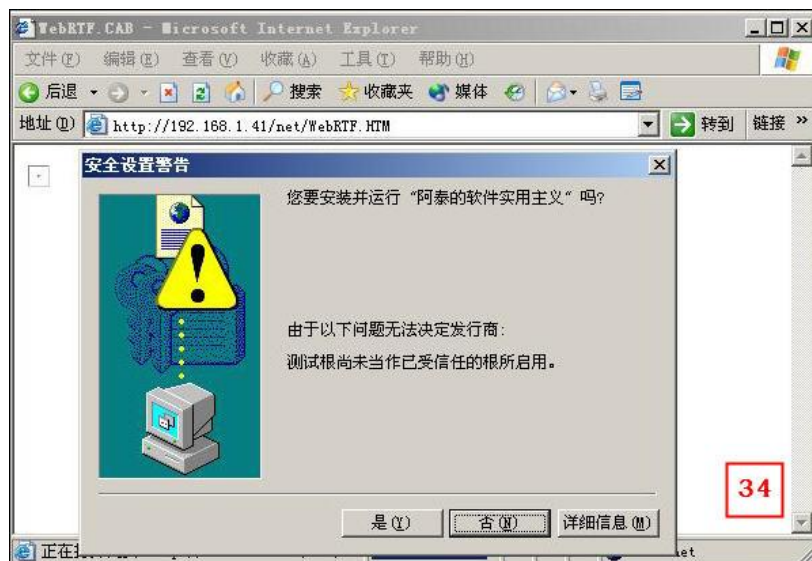 WebRTF.CAB - Microsoft Internet Explorer
文件(F) 编辑(E) 查看(V) 收藏(A) 工具(T) 帮助(H)
后退 搜索 收藏夹 媒体
地址(D) http://192.168.1.41/net/WebRTF.HTM 转到 链接 »
安全设置警告
您要安装并运行“阿泰的软件实用主义“ 吗?
由于以下问题无法决定发行商:
测试根尚未当作已受信任的根所启用。
34
是(Y) 否(N) 详细信息(M)
正在 et